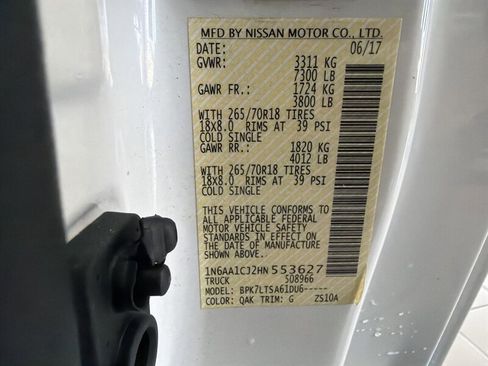 MFD BY NISSAN MOTOR CO., LTD.
DATE: 06/17
GVWR: 3311 KG
7300 LB
GAWR FR.: 1724 KG
3800 LB
WITH 265/70R18 TIRES
18X8.0 RIMS AT 39 PSI
COLD SINGLE
GAWR RR.: 1820 KG
4012 LB
WITH 265/70R18 TIRES
18X8.0 RIMS AT 39 PSI
COLD SINGLE
THIS VEHICLE CONFORMS TO
ALL APPLICABLE FEDERAL
MOTOR VEHICLE SAFETY
STANDARDS IN EFFECT ON
THE DATE OF MANUFACTURE
SHOWN ABOVE.
1N6AA1CJ2HN553627
TRUCK 508966
MODEL: BPK7LTSA61DU6-----
COLOR: QAK TRIM: G ZS10A